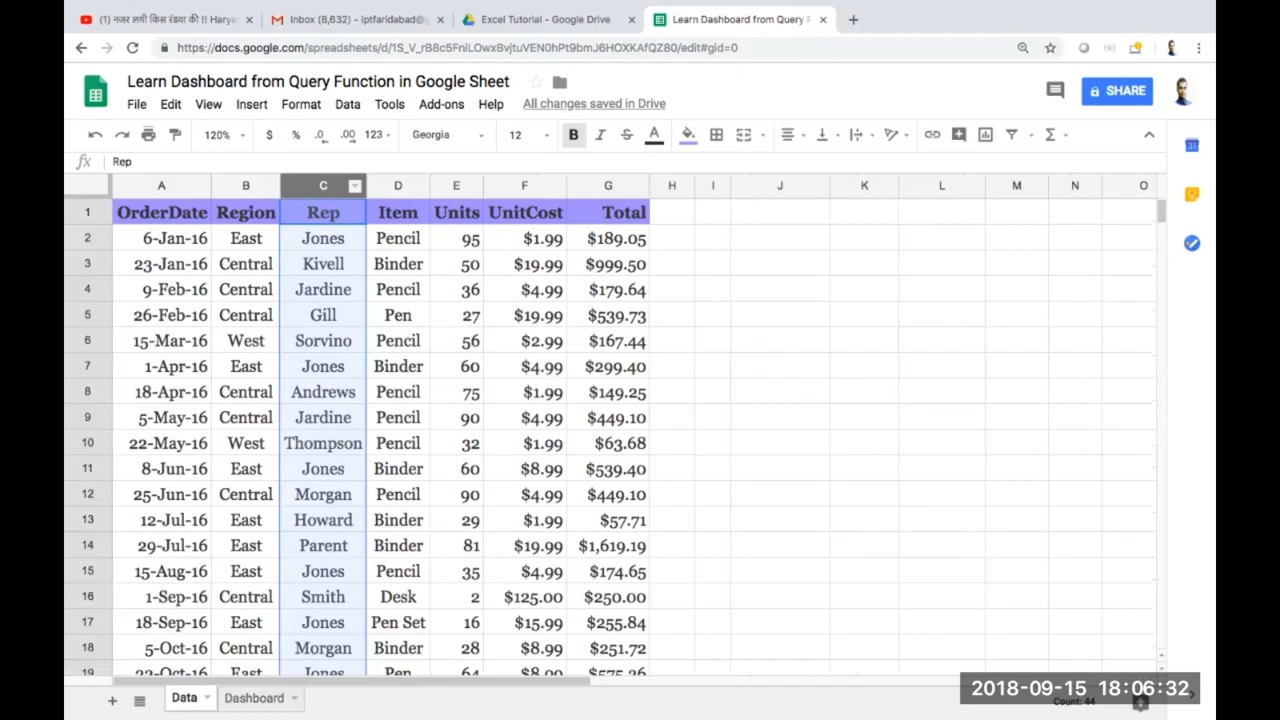 नजर लगी किस रंडवा की !! Harya
Inbox (8,632) - iptfaridabad@g
Excel Tutorial - Google Drive
Learn Dashboard from Query F
https://docs.google.com/spreadsheets/d/1S_V_rB8c5FniLOwxBvjtuVEN0hPt9bmJ6HOXKAfQZ80/edit#gid=0
Learn Dashboard from Query Function in Google Sheet
SHARE
File Edit View Insert Format Data Tools Add-ons Help All changes saved in Drive
120% $ % .0 .00 123 Georgia 12 B I S A
fx Rep
A B C D E F G H I J K L M N O
1 OrderDate Region Rep Item Units UnitCost Total
2 6-Jan-16 East Jones Pencil 95 $1.99 $189.05
3 23-Jan-16 Central Kivell Binder 50 $19.99 $999.50
4 9-Feb-16 Central Jardine Pencil 36 $4.99 $179.64
5 26-Feb-16 Central Gill Pen 27 $19.99 $539.73
6 15-Mar-16 West Sorvino Pencil 56 $2.99 $167.44
7 1-Apr-16 East Jones Binder 60 $4.99 $299.40
8 18-Apr-16 Central Andrews Pencil 75 $1.99 $149.25
9 5-May-16 Central Jardine Pencil 90 $4.99 $449.10
10 22-May-16 West Thompson Pencil 32 $1.99 $63.68
11 8-Jun-16 East Jones Binder 60 $8.99 $539.40
12 25-Jun-16 Central Morgan Pencil 90 $4.99 $449.10
13 12-Jul-16 East Howard Binder 29 $1.99 $57.71
14 29-Jul-16 East Parent Binder 81 $19.99 $1,619.19
15 15-Aug-16 East Jones Pencil 35 $4.99 $174.65
16 1-Sep-16 Central Smith Desk 2 $125.00 $250.00
17 18-Sep-16 East Jones Pen Set 16 $15.99 $255.84
18 5-Oct-16 Central Morgan Binder 28 $8.99 $251.72
19 22-Oct-16 East Jones Pen 64 $8.99 $575.36
Data Dashboard
2018-09-15 18:06:32
Count: 44